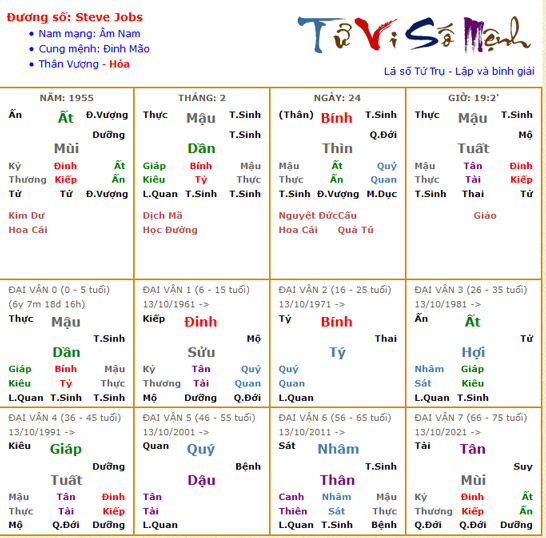 Đương số: Steve Jobs
Nam mạng: Âm Nam
Cung mệnh: Đinh Mão
Thân Vượng - Hỏa
Tử Vi Số Mệnh
Lá số Tứ Trụ - Lập và bình giải
NĂM: 1955
Ấn Ất Đ.Vượng
Dưỡng
Mùi
Kỷ Đinh Ất
Thương Kiếp Ấn
Tử Tử Đ.Vượng
Kim Dư
Hoa Cái
THÁNG: 2
Thực Mậu T.Sinh
T.Sinh
Dần
Giáp Bính Mậu
Kiêu Tỷ Thực
L.Quan T.Sinh T.Sinh
Dịch Mã
Học Đường
NGÀY: 24
(Thân) Bính T.Sinh
Q.Đới
Thìn
Mậu Ất Quý
Thực Ấn Quan
T.Sinh Đ.Vượng M.Dục
Nguyệt ĐứcCấu
Hoa Cái Quả Tú
GIỜ: 19:2'
Thực Mậu T.Sinh
Mộ
Tuất
Mậu Tân Đinh
Thực Tài Kiếp
T.Sinh Thai Tử
Giáo
ĐẠI VẬN 0 (0 - 5 tuổi)
(6y 7m 18d 16h)
Thực Mậu
T.Sinh
Dần
Giáp Bính Mậu
Kiêu Tỷ Thực
L.Quan T.Sinh T.Sinh
ĐẠI VẬN 1 (6 - 15 tuổi)
13/10/1961 ->
Kiếp Đinh
Mộ
Sửu
Kỷ Tân Quý
Thương Tài Quan
Mộ Dưỡng Q.Đới
ĐẠI VẬN 2 (16 - 25 tuổi)
13/10/1971 ->
Tỷ Bính
Thai
Tý
Quý
Quan
L.Quan
ĐẠI VẬN 3 (26 - 35 tuổi)
13/10/1981 ->
Ấn Ất
Tử
Hợi
Nhâm Giáp
Sát Kiêu
L.Quan T.Sinh
ĐẠI VẬN 4 (36 - 45 tuổi)
13/10/1991 ->
Kiêu Giáp
Dưỡng
Tuất
Mậu Tân Đinh
Thực Tài Kiếp
Mộ Q.Đới Dưỡng
ĐẠI VẬN 5 (46 - 55 tuổi)
13/10/2001 ->
Quan Quý
Bệnh
Dậu
Tân
Tài
L.Quan
ĐẠI VẬN 6 (56 - 65 tuổi)
13/10/2011 ->
Sát Nhâm
T.Sinh
Thân
Canh Nhâm Mậu
Thiên Sát Thực
L.Quan T.Sinh Bệnh
ĐẠI VẬN 7 (66 - 75 tuổi)
13/10/2021 ->
Tài Tân
Suy
Mùi
Kỷ Đinh Ất
Thương Kiếp Ấn
Q.Đới Q.Đới Dưỡng